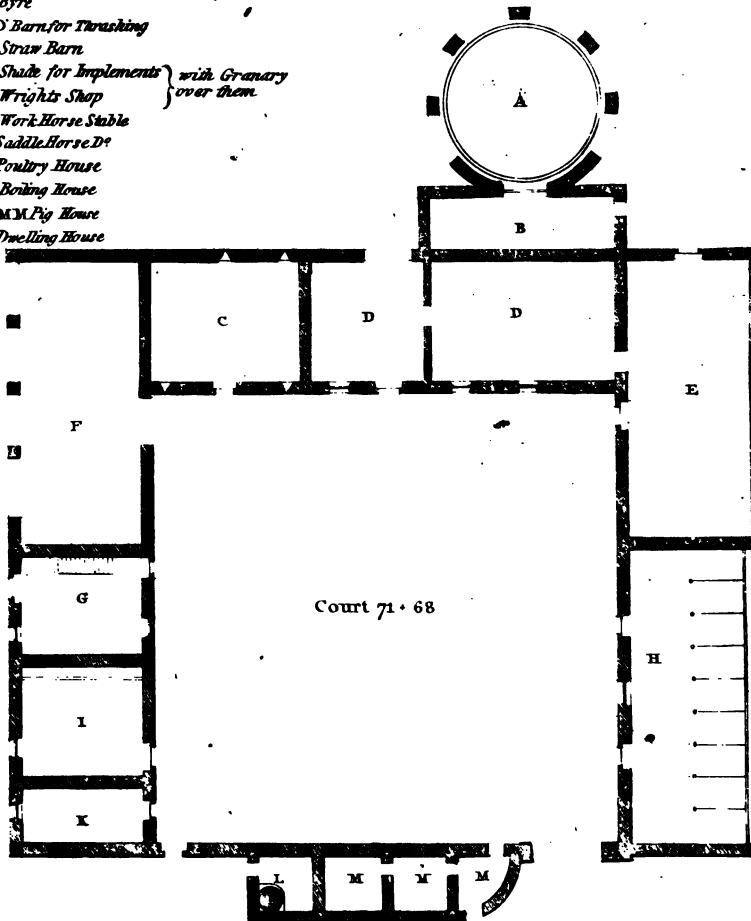 Byre
D° Barn for Thrashing
Straw Barn
Shade for Implements } with Granary
Wrights Shop } over them
Work Horse Stable
Saddle Horse D°
Poultry House
Boiling House
MM Pig House
Dwelling House
A
B
C
D
D
E
F
G
Court 71 · 68
H
I
K
L
M
M
M